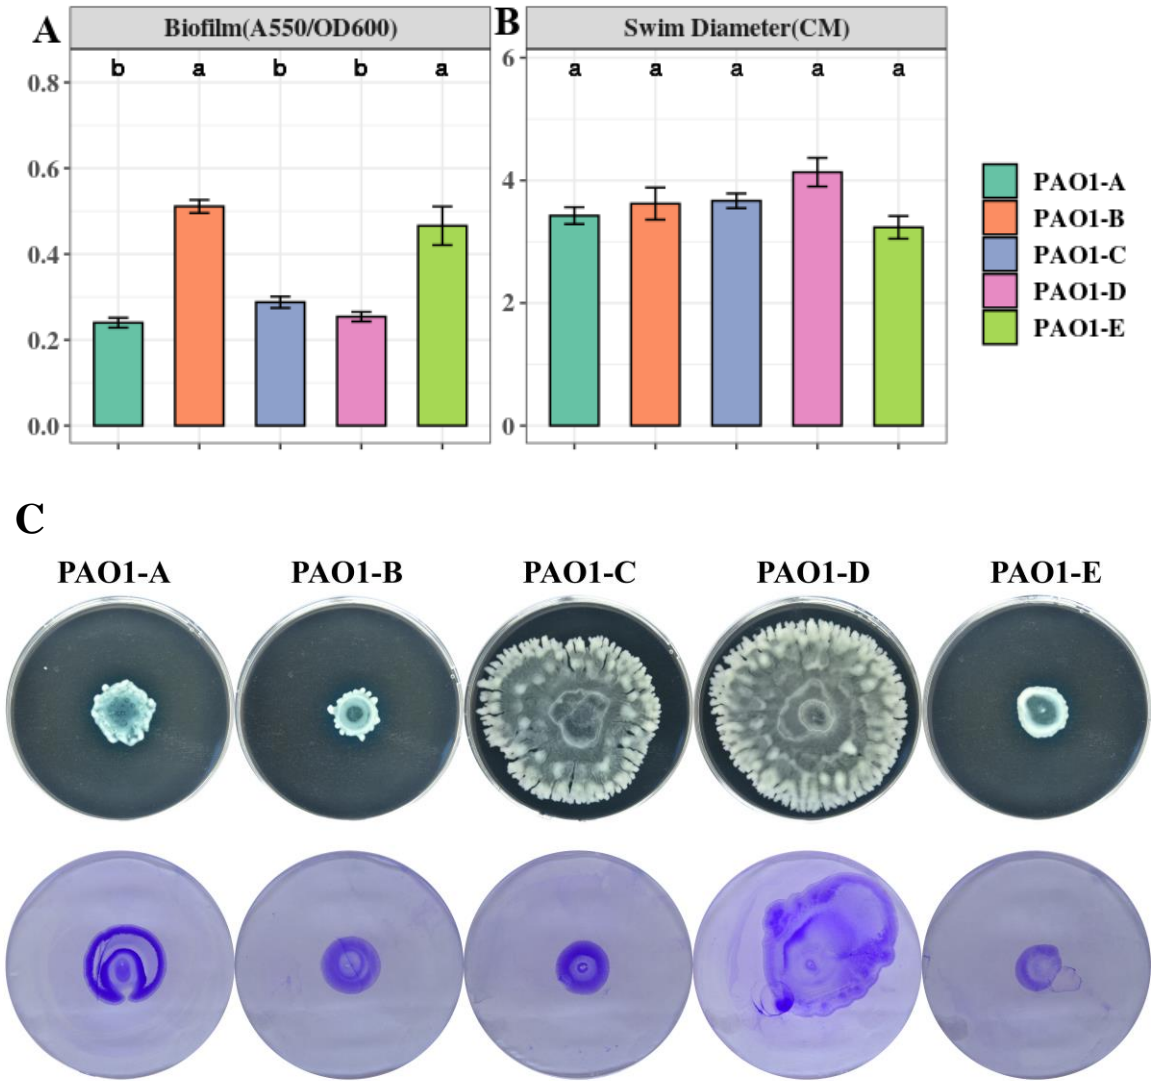 A
Biofilm(A550/OD600)
b a b b a
0.8
0.6
0.4
0.2
0.0
B
Swim Diameter(CM)
a a a a a
6
4
2
0
PAO1-A
PAO1-B
PAO1-C
PAO1-D
PAO1-E
C
PAO1-A PAO1-B PAO1-C PAO1-D PAO1-E